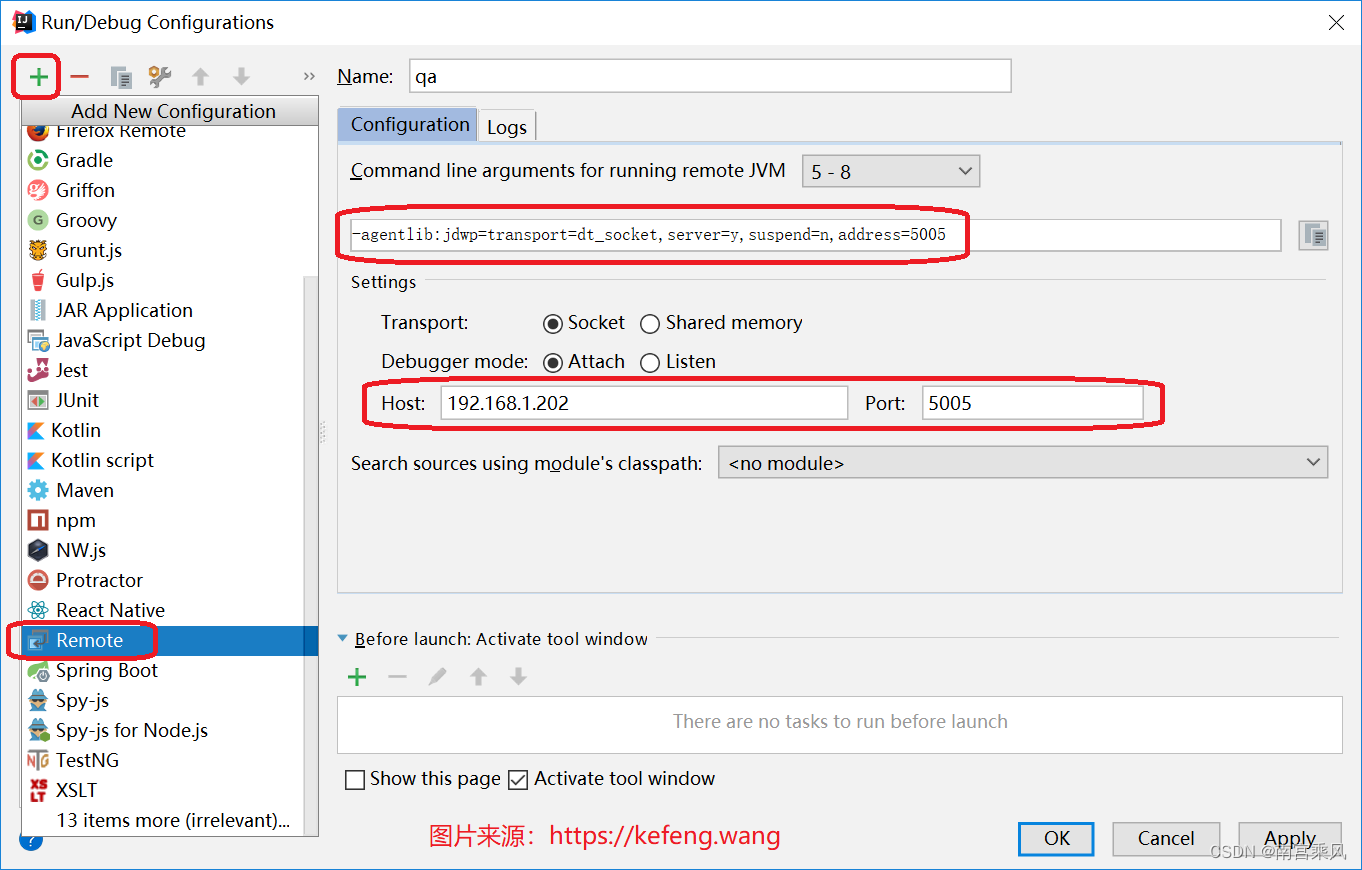 Run/Debug Configurations
Add New Configuration
Firefox Remote
Gradle
Griffon
Groovy
Grunt.js
Gulp.js
JAR Application
JavaScript Debug
Jest
JUnit
Kotlin
Kotlin script
Maven
npm
NW.js
Protractor
React Native
Remote
Spring Boot
Spy-js
Spy-js for Node.js
TestNG
XSLT
13 items more (irrelevant)...
Name: qa
Configuration Logs
Command line arguments for running remote JVM 5 - 8
-agentlib:jdwp=transport=dt_socket,server=y,suspend=n,address=5005
Settings
Transport: Socket Shared memory
Debugger mode: Attach Listen
Host: 192.168.1.202 Port: 5005
Search sources using module's classpath: <no module>
Before launch: Activate tool window
There are no tasks to run before launch
Show this page Activate tool window
图片来源：https://kefeng.wang
OK Cancel Apply
CSDN @南宫乘风